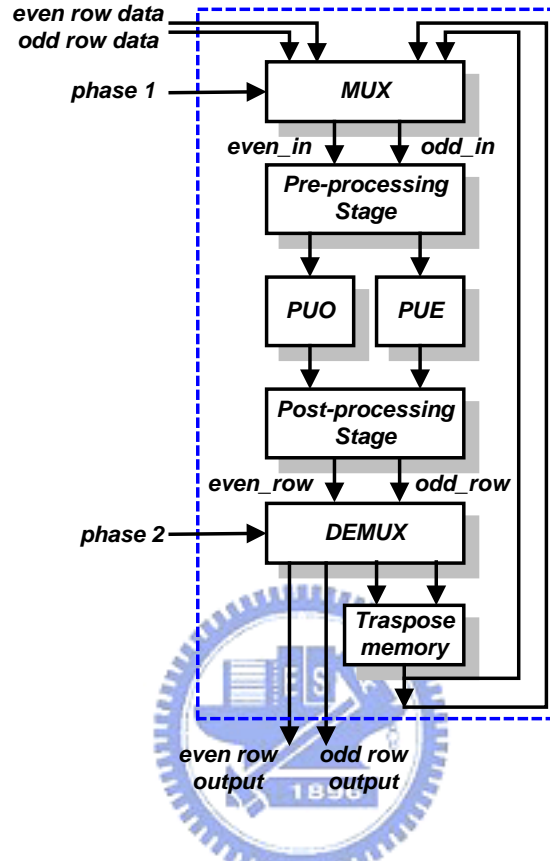 even row data
odd row data
phase 1
MUX
even_in
odd_in
Pre-processing
Stage
PUO
PUE
Post-processing
Stage
even_row
odd_row
phase 2
DEMUX
Traspose
memory
even row
output
odd row
output
E S
1896